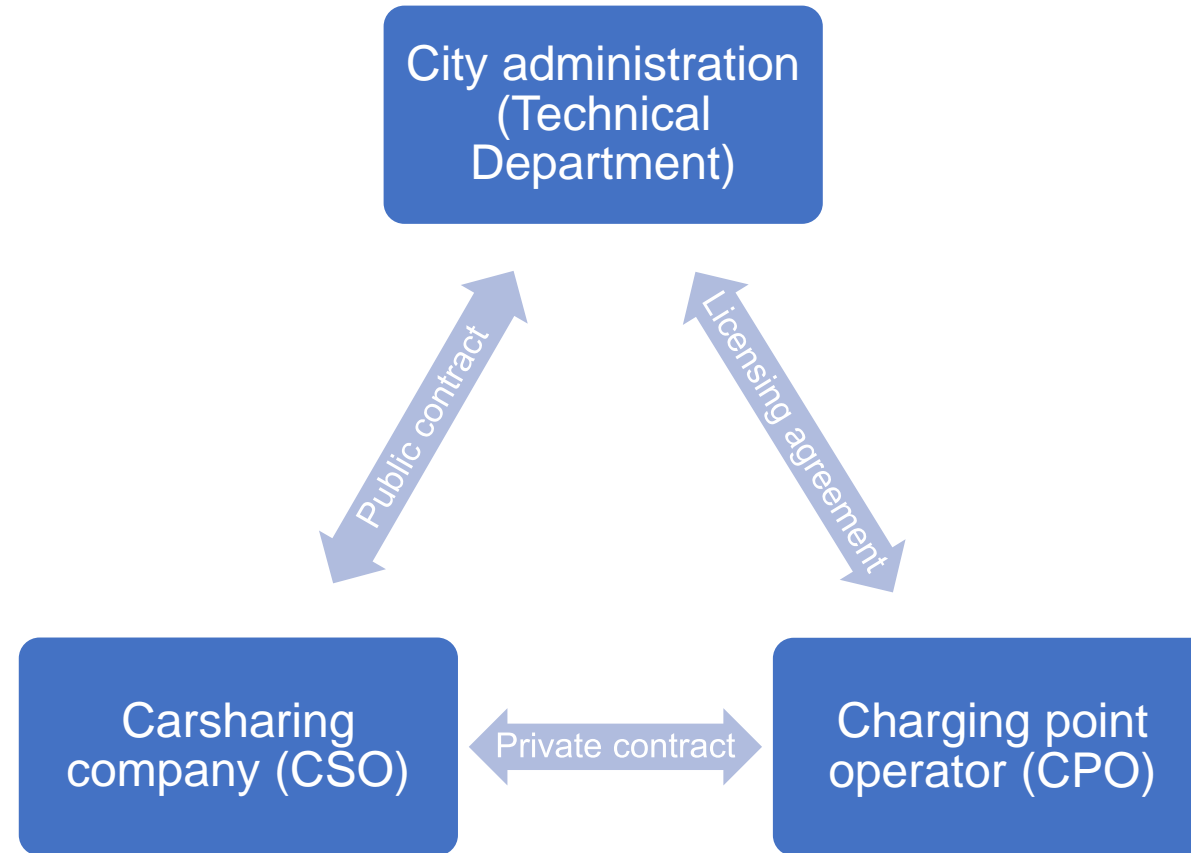 City administration
(Technical
Department)
Public contract
Licensing agreement
Carsharing
company (CSO)
Private contract
Charging point
operator (CPO)